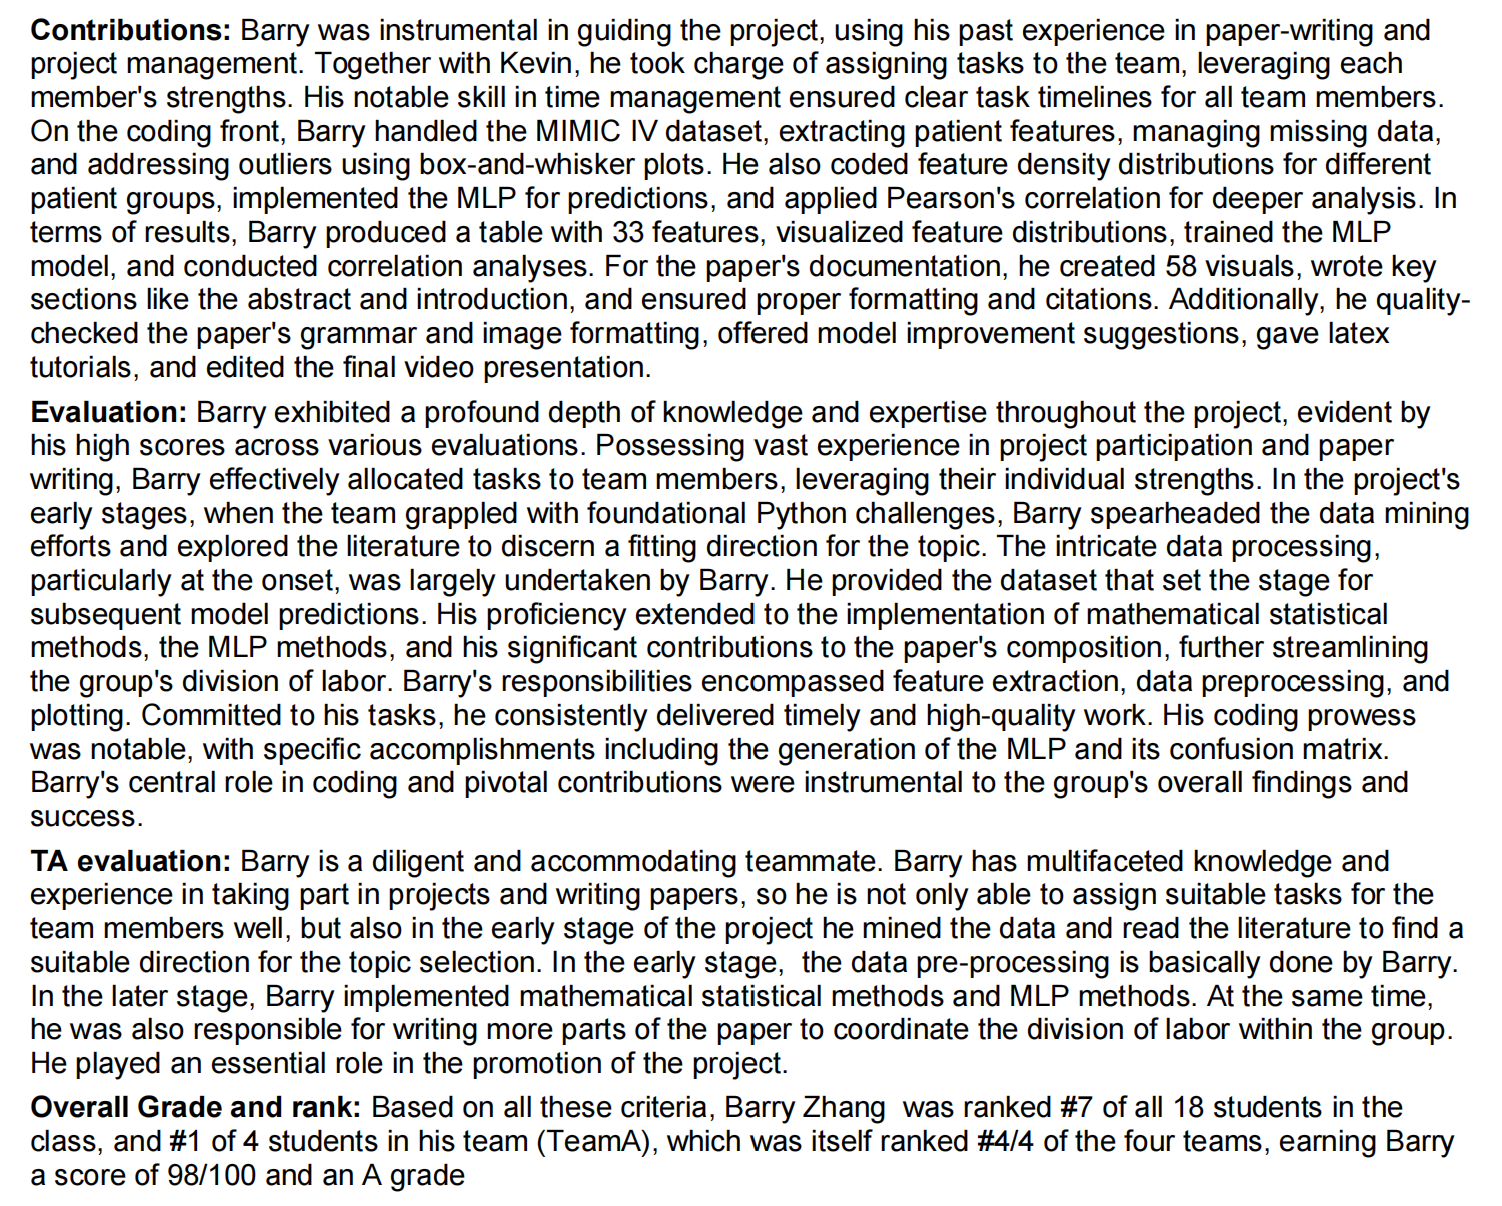 Contributions: Barry was instrumental in guiding the project, using his past experience in paper-writing and
project management. Together with Kevin, he took charge of assigning tasks to the team, leveraging each
member's strengths. His notable skill in time management ensured clear task timelines for all team members.
On the coding front, Barry handled the MIMIC IV dataset, extracting patient features, managing missing data,
and addressing outliers using box-and-whisker plots. He also coded feature density distributions for different
patient groups, implemented the MLP for predictions, and applied Pearson's correlation for deeper analysis. In
terms of results, Barry produced a table with 33 features, visualized feature distributions, trained the MLP
model, and conducted correlation analyses. For the paper's documentation, he created 58 visuals, wrote key
sections like the abstract and introduction, and ensured proper formatting and citations. Additionally, he quality-
checked the paper's grammar and image formatting, offered model improvement suggestions, gave latex
tutorials, and edited the final video presentation.
Evaluation: Barry exhibited a profound depth of knowledge and expertise throughout the project, evident by
his high scores across various evaluations. Possessing vast experience in project participation and paper
writing, Barry effectively allocated tasks to team members, leveraging their individual strengths. In the project's
early stages, when the team grappled with foundational Python challenges, Barry spearheaded the data mining
efforts and explored the literature to discern a fitting direction for the topic. The intricate data processing,
particularly at the onset, was largely undertaken by Barry. He provided the dataset that set the stage for
subsequent model predictions. His proficiency extended to the implementation of mathematical statistical
methods, the MLP methods, and his significant contributions to the paper's composition, further streamlining
the group's division of labor. Barry's responsibilities encompassed feature extraction, data preprocessing, and
plotting. Committed to his tasks, he consistently delivered timely and high-quality work. His coding prowess
was notable, with specific accomplishments including the generation of the MLP and its confusion matrix.
Barry's central role in coding and pivotal contributions were instrumental to the group's overall findings and
success.
TA evaluation: Barry is a diligent and accommodating teammate. Barry has multifaceted knowledge and
experience in taking part in projects and writing papers, so he is not only able to assign suitable tasks for the
team members well, but also in the early stage of the project he mined the data and read the literature to find a
suitable direction for the topic selection. In the early stage,  the data pre-processing is basically done by Barry.
In the later stage, Barry implemented mathematical statistical methods and MLP methods. At the same time,
he was also responsible for writing more parts of the paper to coordinate the division of labor within the group.
He played an essential role in the promotion of the project.
Overall Grade and rank: Based on all these criteria, Barry Zhang  was ranked #7 of all 18 students in the
class, and #1 of 4 students in his team (TeamA), which was itself ranked #4/4 of the four teams, earning Barry
a score of 98/100 and an A grade